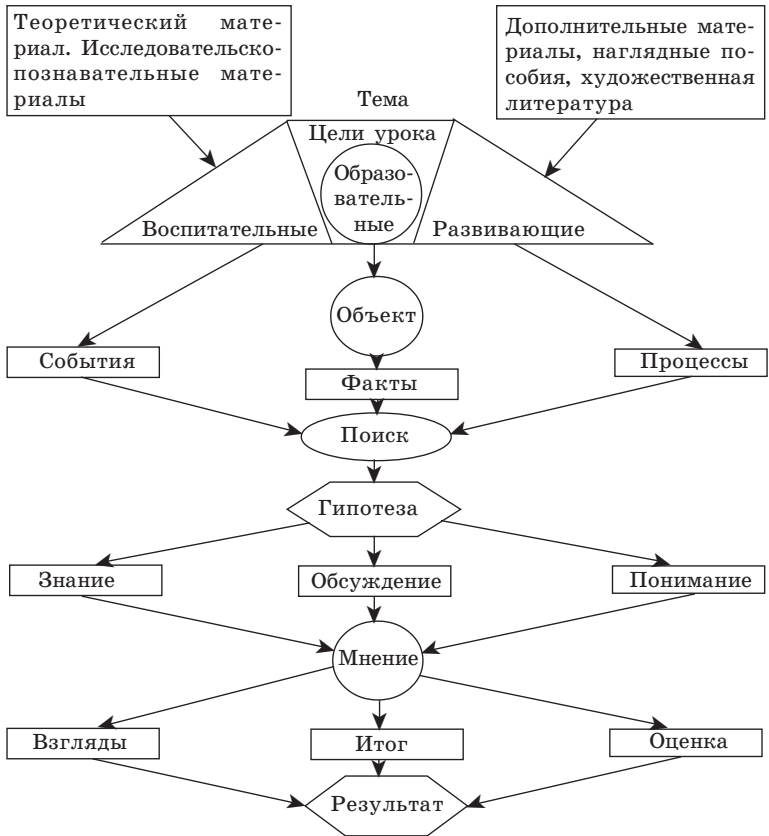 Теоретический мате-
риал. Исследовательско-
познавательные мате-
риалы
Дополнительные мате-
риалы, наглядные по-
собия, художественная
литература
Тема
Цели урока
Образо-
ватель-
ные
Воспитательные
Развивающие
Объект
События
Процессы
Факты
Поиск
Гипотеза
Знание
Обсуждение
Понимание
Мнение
Взгляды
Итог
Оценка
Результат